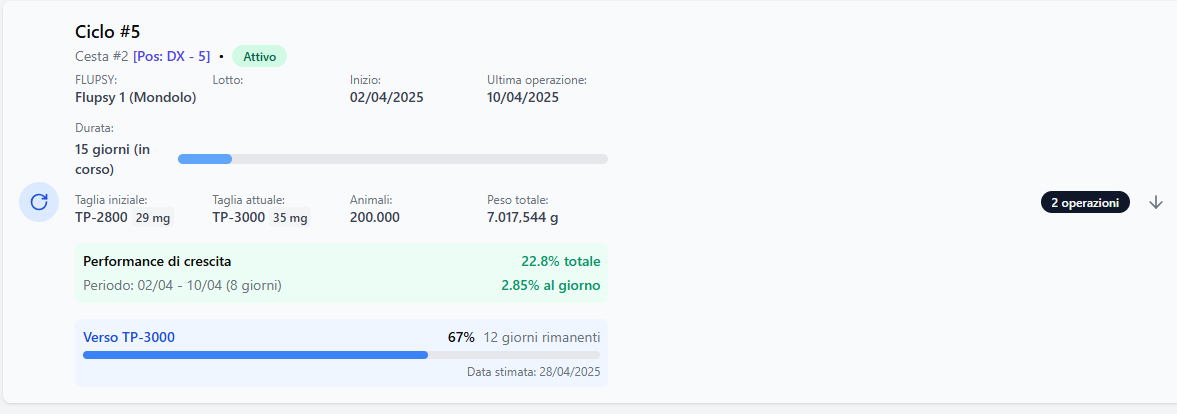 Ciclo #5
Cesta #2 [Pos: DX - 5] • Attivo
FLUPSY: Lotto: Inizio: Ultima operazione:
Flupsy 1 (Mondolo) 02/04/2025 10/04/2025
Durata:
15 giorni (in
corso)
Taglia iniziale: Taglia attuale: Animali: Peso totale:
TP-2800 29 mg TP-3000 35 mg 200.000 7.017,544 g
2 operazioni
Performance di crescita 22.8% totale
Periodo: 02/04 - 10/04 (8 giorni) 2.85% al giorno
Verso TP-3000 67% 12 giorni rimanenti
Data stimata: 28/04/2025